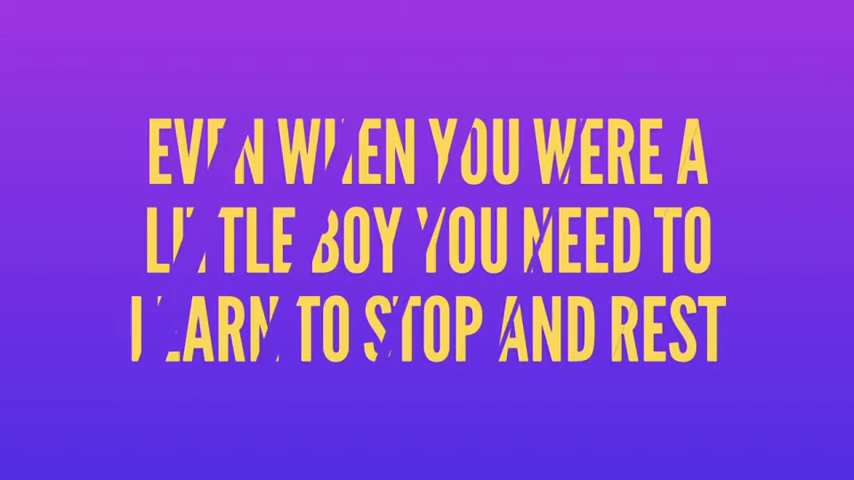 EVEN WHEN YOU WERE A
LITTLE BOY YOU NEED TO
LEARN TO STOP AND REST